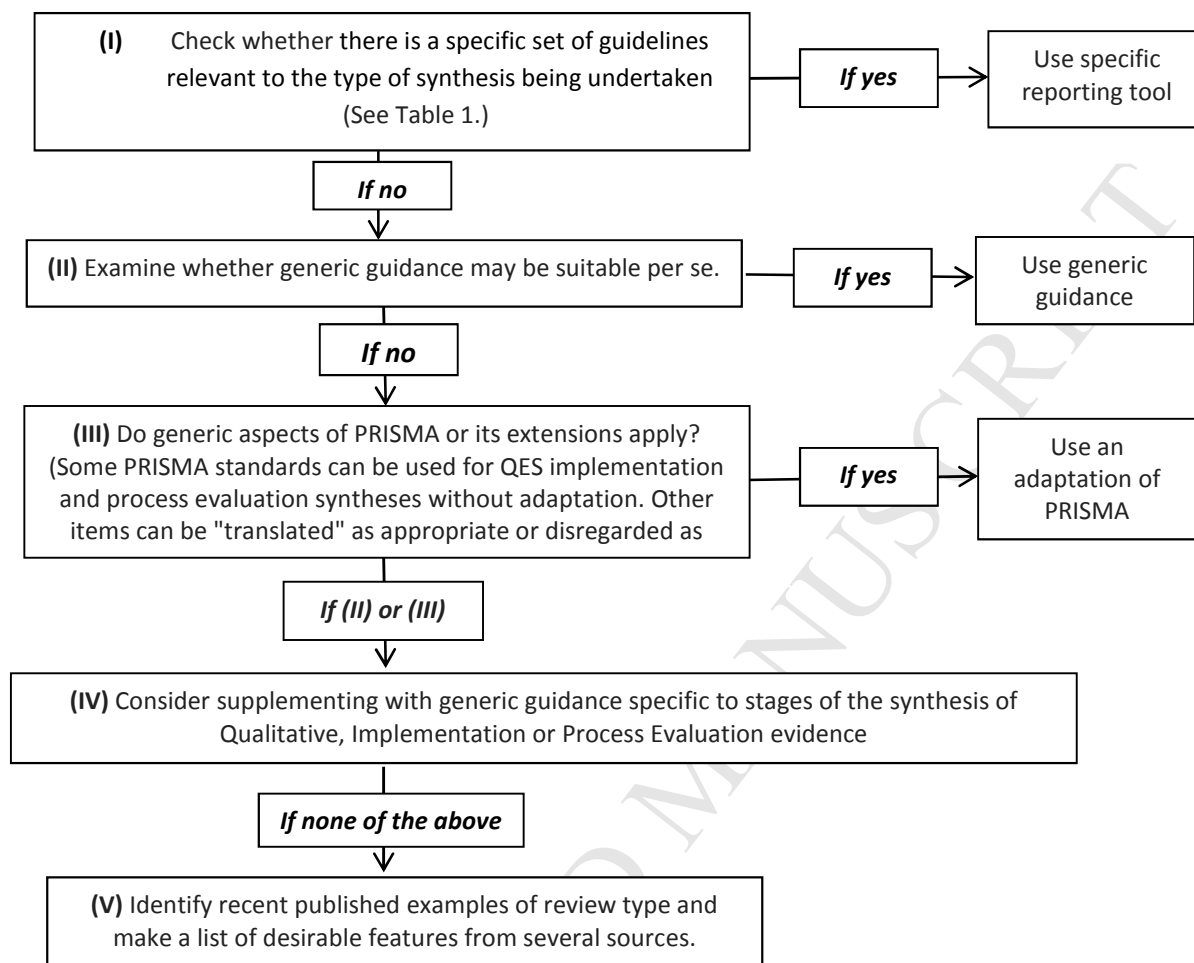 (I) Check whether there is a specific set of guidelines
relevant to the type of synthesis being undertaken
(See Table 1.)
If yes
Use specific
reporting tool
If no
(II) Examine whether generic guidance may be suitable per se.
If yes
Use generic
guidance
If no
(III) Do generic aspects of PRISMA or its extensions apply?
(Some PRISMA standards can be used for QES implementation
and process evaluation syntheses without adaptation. Other
items can be "translated" as appropriate or disregarded as
If yes
Use an
adaptation of
PRISMA
If (II) or (III)
(IV) Consider supplementing with generic guidance specific to stages of the synthesis of
Qualitative, Implementation or Process Evaluation evidence
If none of the above
(V) Identify recent published examples of review type and
make a list of desirable features from several sources.
D MANUSCRIPT